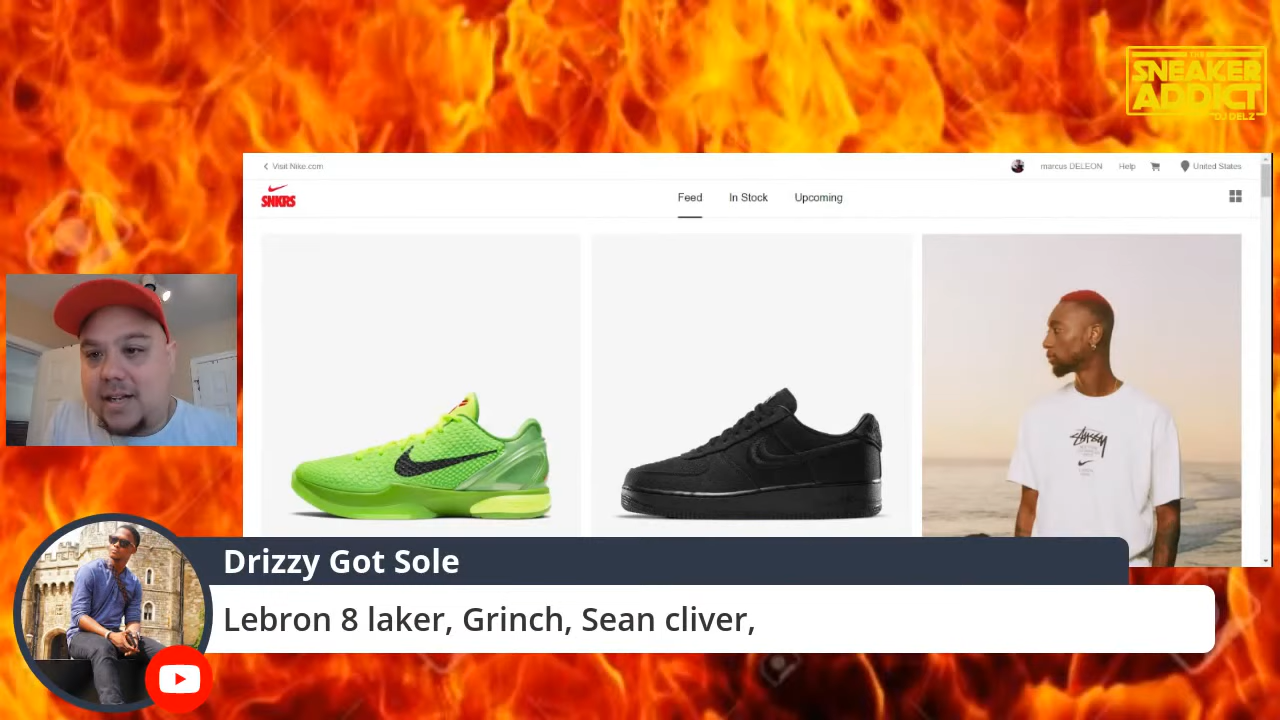 THE
SNEAKER
ADDICT
DJ DELZ
Visit Nike.com
marcus DELEON
Help
United States
SNKRS
Feed
In Stock
Upcoming
Stüssy
Drizzy Got Sole
Lebron 8 laker, Grinch, Sean cliver,